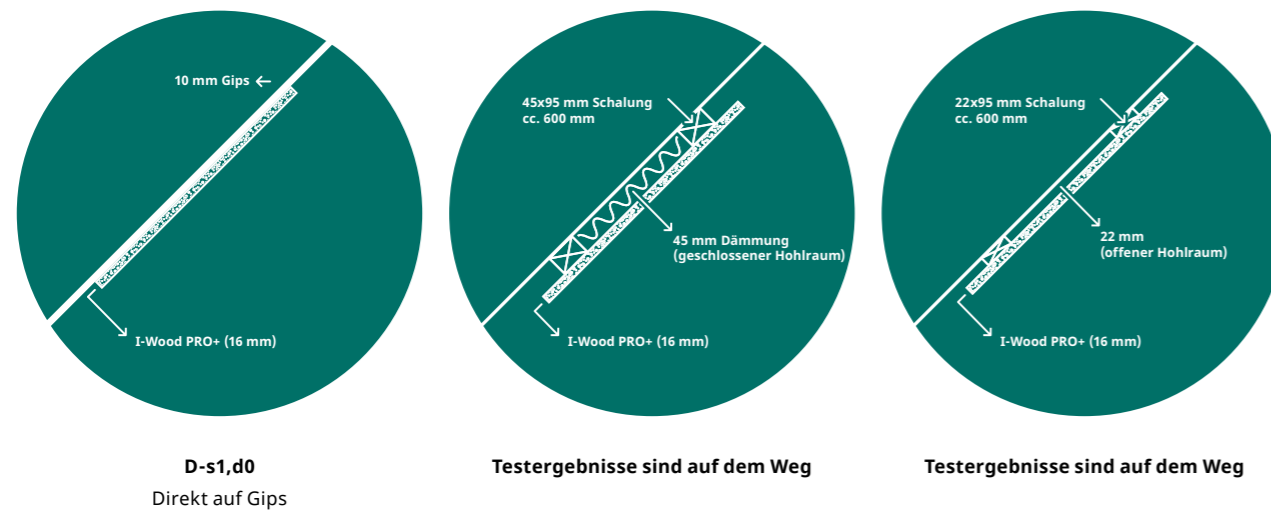 10 mm Gips
I-Wood PRO+ (16 mm)
D-s1,d0
Direkt auf Gips
45x95 mm Schalung
cc. 600 mm
45 mm Dämmung
(geschlossener Hohlraum)
I-Wood PRO+ (16 mm)
Testergebnisse sind auf dem Weg
22x95 mm Schalung
cc. 600 mm
22 mm
(offener Hohlraum)
I-Wood PRO+ (16 mm)
Testergebnisse sind auf dem Weg